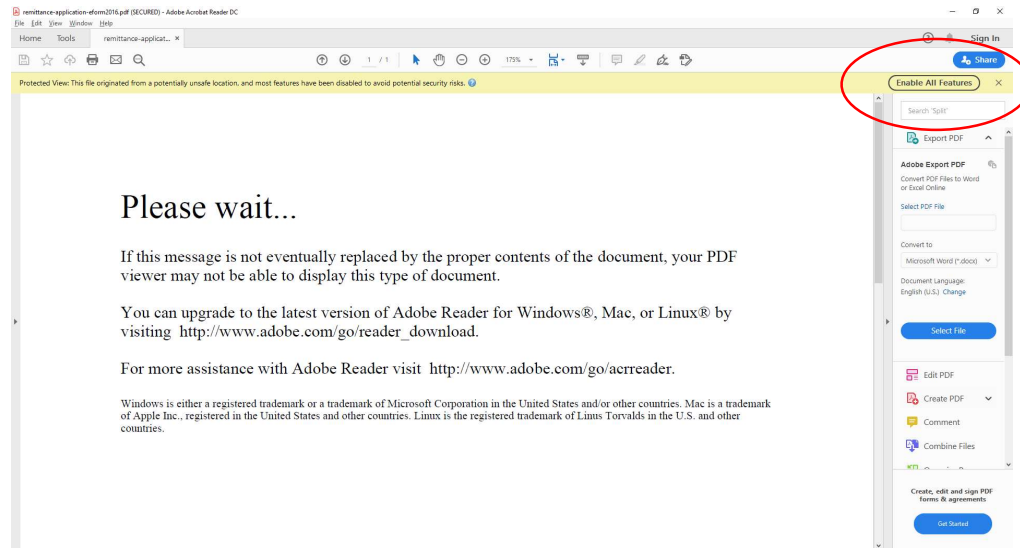 remittance-application-eform2016.pdf (SECURED) - Adobe Acrobat Reader DC
File Edit View Window Help
Home Tools remittance-applicat... × Sign In
1 / 1 175% Share
Protected View: This file originated from a potentially unsafe location, and most features have been disabled to avoid potential security risks. Enable All Features ×
Search 'Split'
Export PDF
Adobe Export PDF
Convert PDF Files to Word
or Excel Online
Select PDF File
Convert to
Microsoft Word (*.docx)
Document Language:
English (U.S.) Change
Select File
Edit PDF
Create PDF
Comment
Combine Files
Create, edit and sign PDF
forms & agreements
Get Started
Please wait...
If this message is not eventually replaced by the proper contents of the document, your PDF
viewer may not be able to display this type of document.
You can upgrade to the latest version of Adobe Reader for Windows®, Mac, or Linux® by
visiting http://www.adobe.com/go/reader_download.
For more assistance with Adobe Reader visit http://www.adobe.com/go/acrreader.
Windows is either a registered trademark or a trademark of Microsoft Corporation in the United States and/or other countries. Mac is a trademark
of Apple Inc., registered in the United States and other countries. Linux is the registered trademark of Linus Torvalds in the U.S. and other
countries.